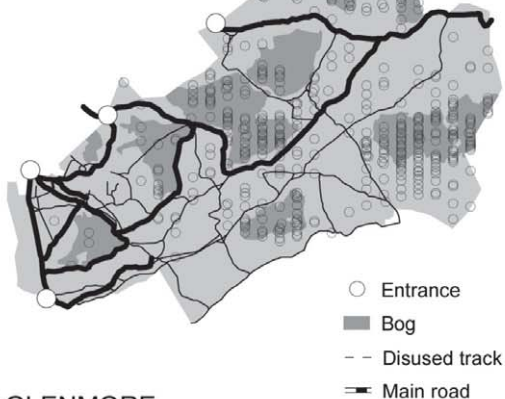 Entrance
Bog
Disused track
Main road
GLENMORE